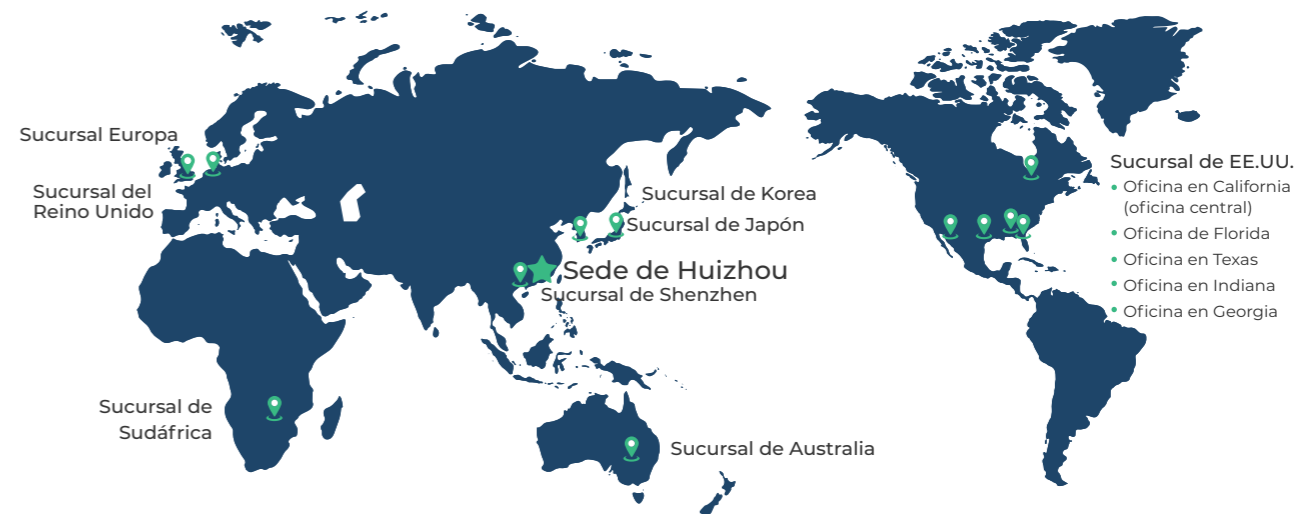 Sucursal Europa
Sucursal del
Reino Unido
Sucursal de Korea
Sucursal de Japón
Sede de Huizhou
Sucursal de Shenzhen
Sucursal de
Sudáfrica
Sucursal de Australia
Sucursal de EE.UU.
Oficina en California
(oficina central)
Oficina de Florida
Oficina en Texas
Oficina en Indiana
Oficina en Georgia